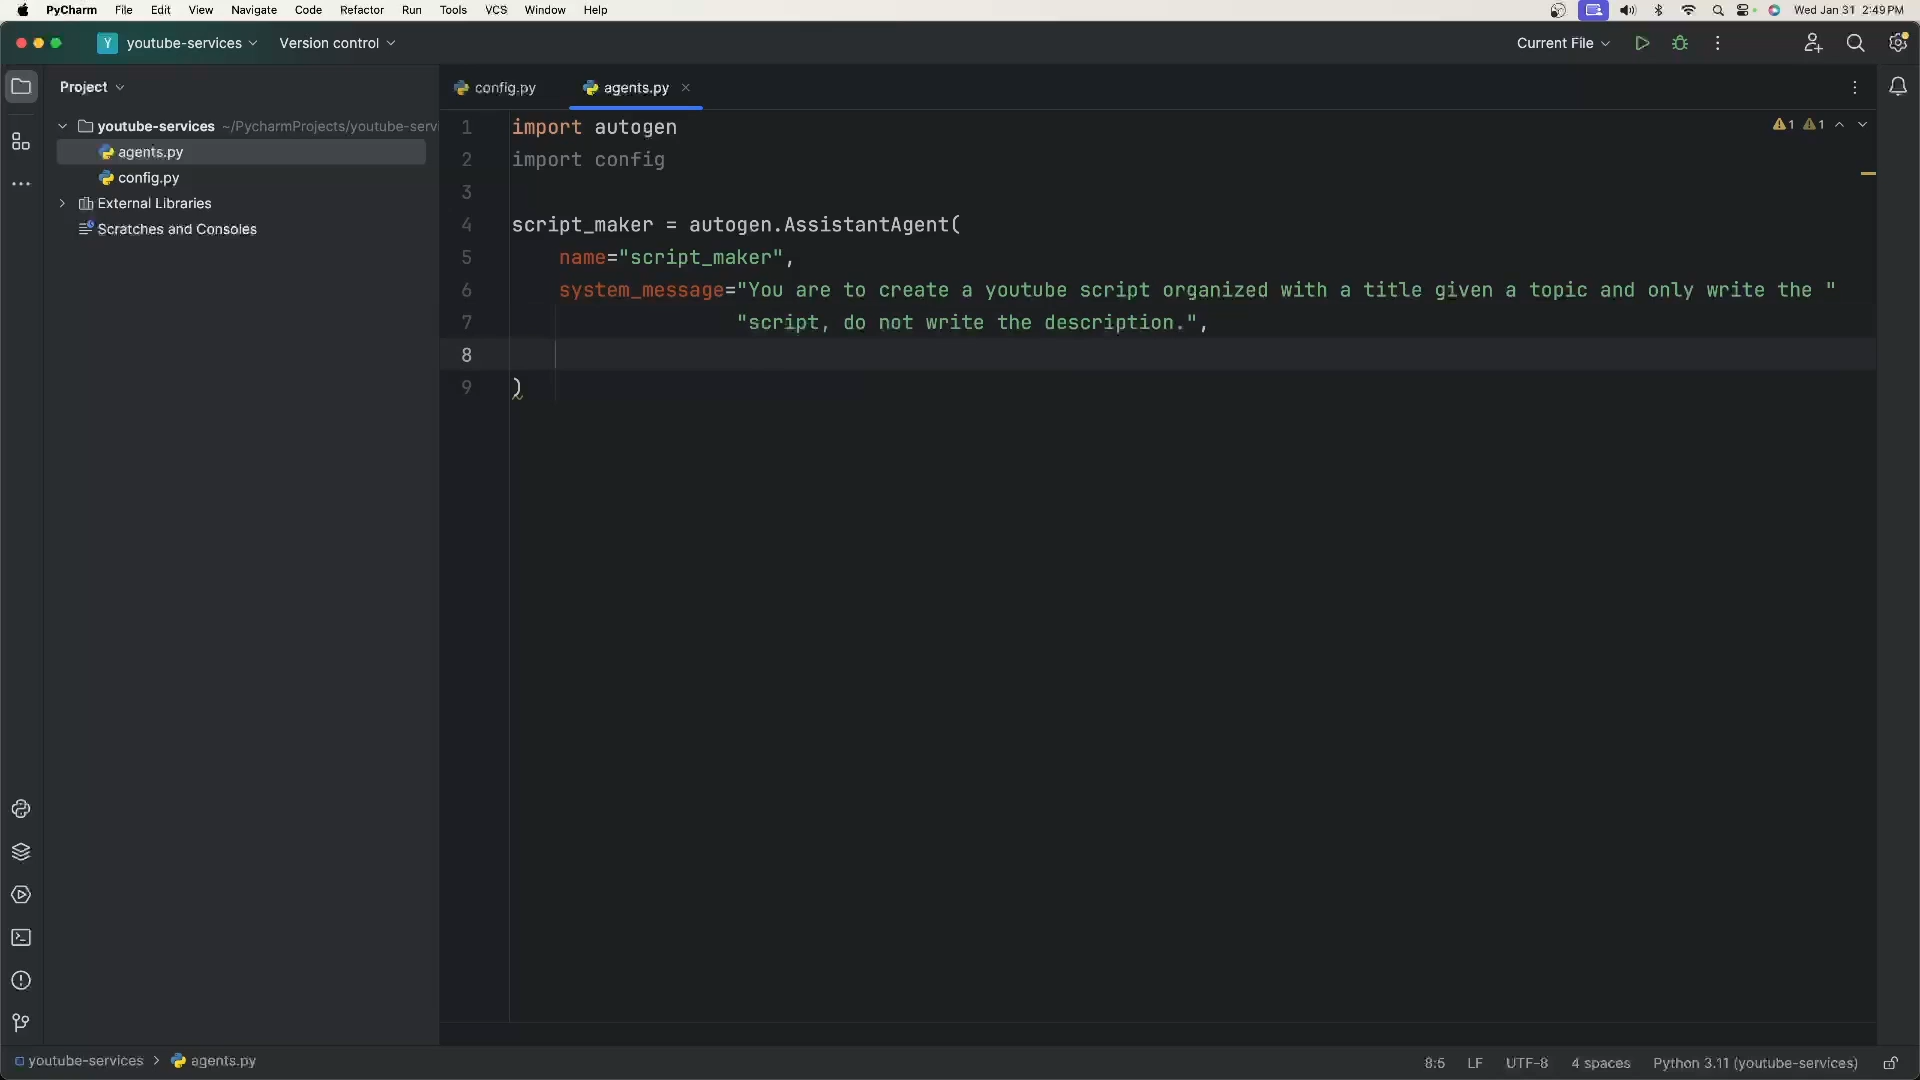 PyCharm File Edit View Navigate Code Refactor Run Tools VCS Window Help Wed Jan 31 2:49 PM
Y youtube-services Version control Current File
Project config.py agents.py
youtube-services ~/PycharmProjects/youtube-servi
agents.py
config.py
External Libraries
Scratches and Consoles
1 import autogen
1 1
2 import config
3
4 script_maker = autogen.AssistantAgent(
5 name="script_maker",
6 system_message="You are to create a youtube script organized with a title given a topic and only write the "
7 "script, do not write the description.",
8
9 )
youtube-services > agents.py 8:5 LF UTF-8 4 spaces Python 3.11 (youtube-services)